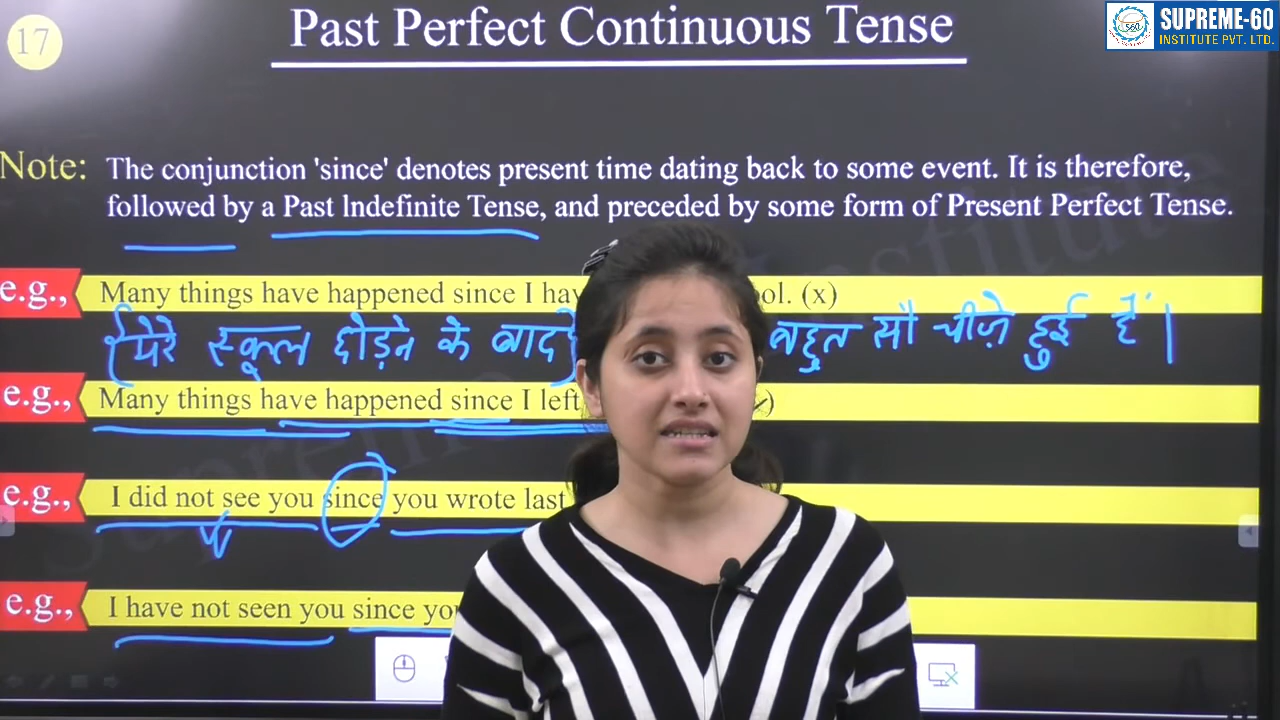 17
Past Perfect Continuous Tense
SUPREME-60
INSTITUTE PVT. LTD.
Note: The conjunction 'since' denotes present time dating back to some event. It is therefore,
followed by a Past Indefinite Tense, and preceded by some form of Present Perfect Tense.
e.g., Many things have happened since I ool. (x)
{मेरे स्कूल छोड़ने के बाद} बहुत सी चीज़े हुई हैं।
e.g., Many things have happened since I left
e.g., I did not see you since you wrote last
e.g., I have not seen you since